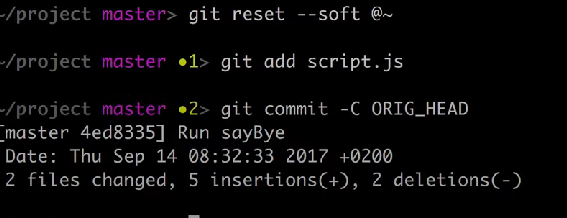 ~/project master> git reset --soft @~
~/project master ●1> git add script.js
~/project master ●2> git commit -C ORIG_HEAD
[master 4ed8335] Run sayBye
Date: Thu Sep 14 08:32:33 2017 +0200
2 files changed, 5 insertions(+), 2 deletions(-)